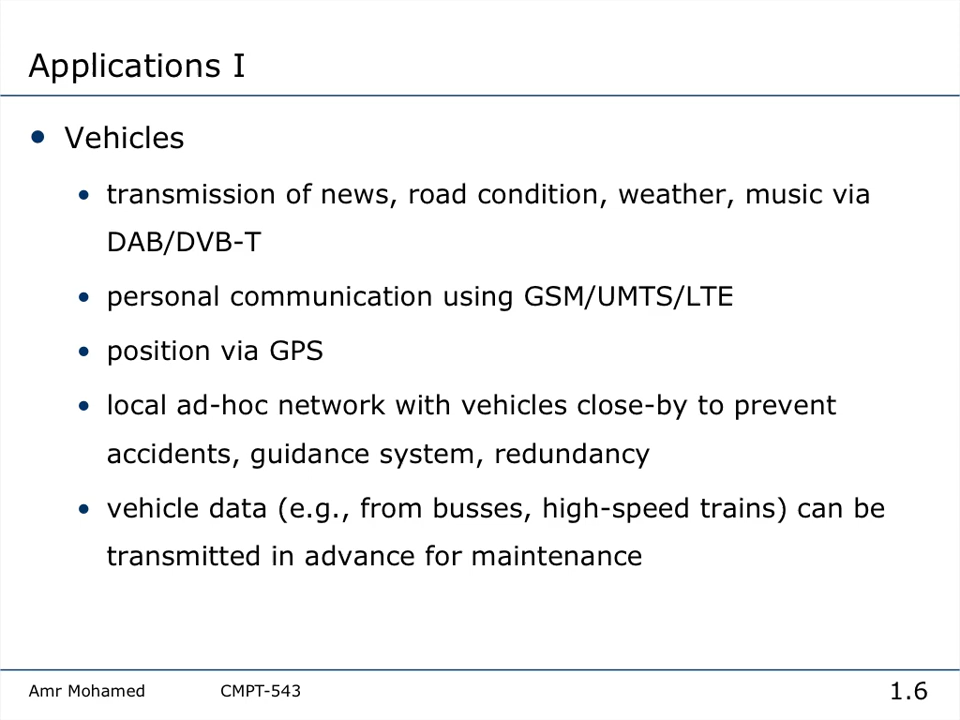 Applications I
• Vehicles
• transmission of news, road condition, weather, music via
DAB/DVB-T
• personal communication using GSM/UMTS/LTE
• position via GPS
• local ad-hoc network with vehicles close-by to prevent
accidents, guidance system, redundancy
• vehicle data (e.g., from busses, high-speed trains) can be
transmitted in advance for maintenance
Amr Mohamed CMPT-543 1.6